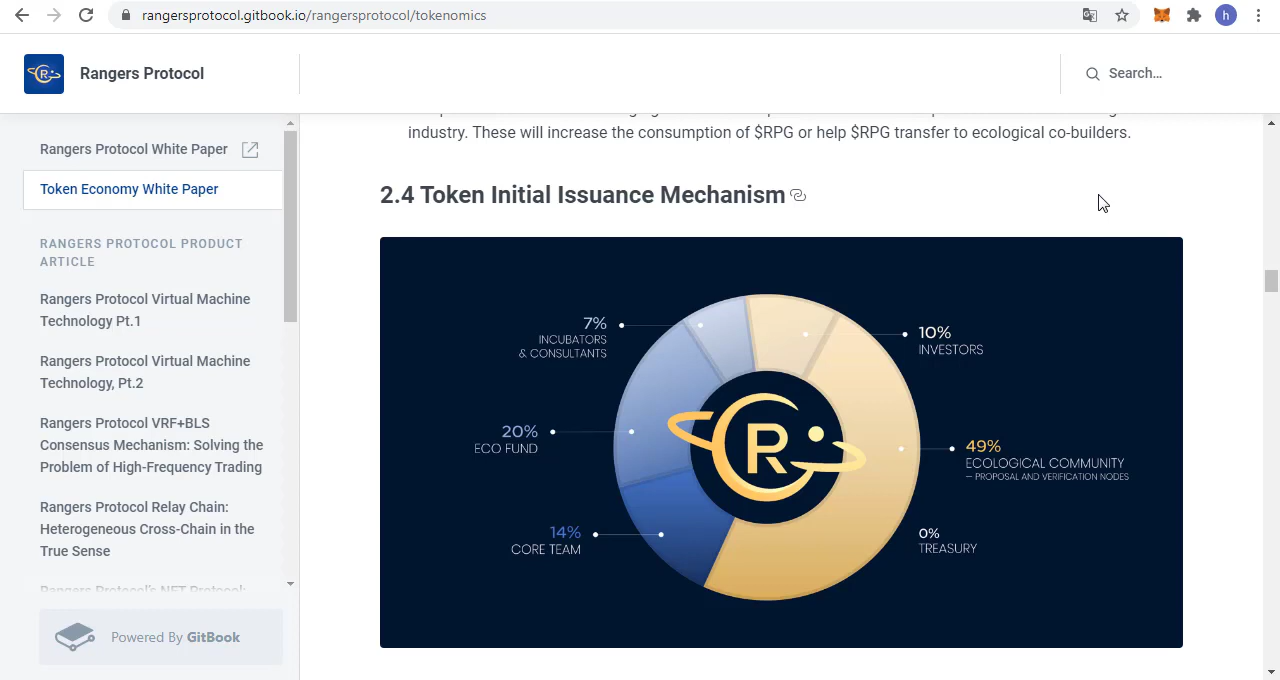 rangersprotocol.gitbook.io/rangersprotocol/tokenomics
h
R
Rangers Protocol
Search...
Rangers Protocol White Paper
Token Economy White Paper
RANGERS PROTOCOL PRODUCT
ARTICLE
Rangers Protocol Virtual Machine
Technology Pt.1
Rangers Protocol Virtual Machine
Technology, Pt.2
Rangers Protocol VRF+BLS
Consensus Mechanism: Solving the
Problem of High-Frequency Trading
Rangers Protocol Relay Chain:
Heterogeneous Cross-Chain in the
True Sense
Rangers Protocol's NFT Protocol:
Powered By GitBook
industry. These will increase the consumption of $RPG or help $RPG transfer to ecological co-builders.
2.4 Token Initial Issuance Mechanism
7%
INCUBATORS
& CONSULTANTS
10%
INVESTORS
20%
ECO FUND
R
49%
ECOLOGICAL COMMUNITY
— PROPOSAL AND VERIFICATION NODES
14%
CORE TEAM
0%
TREASURY